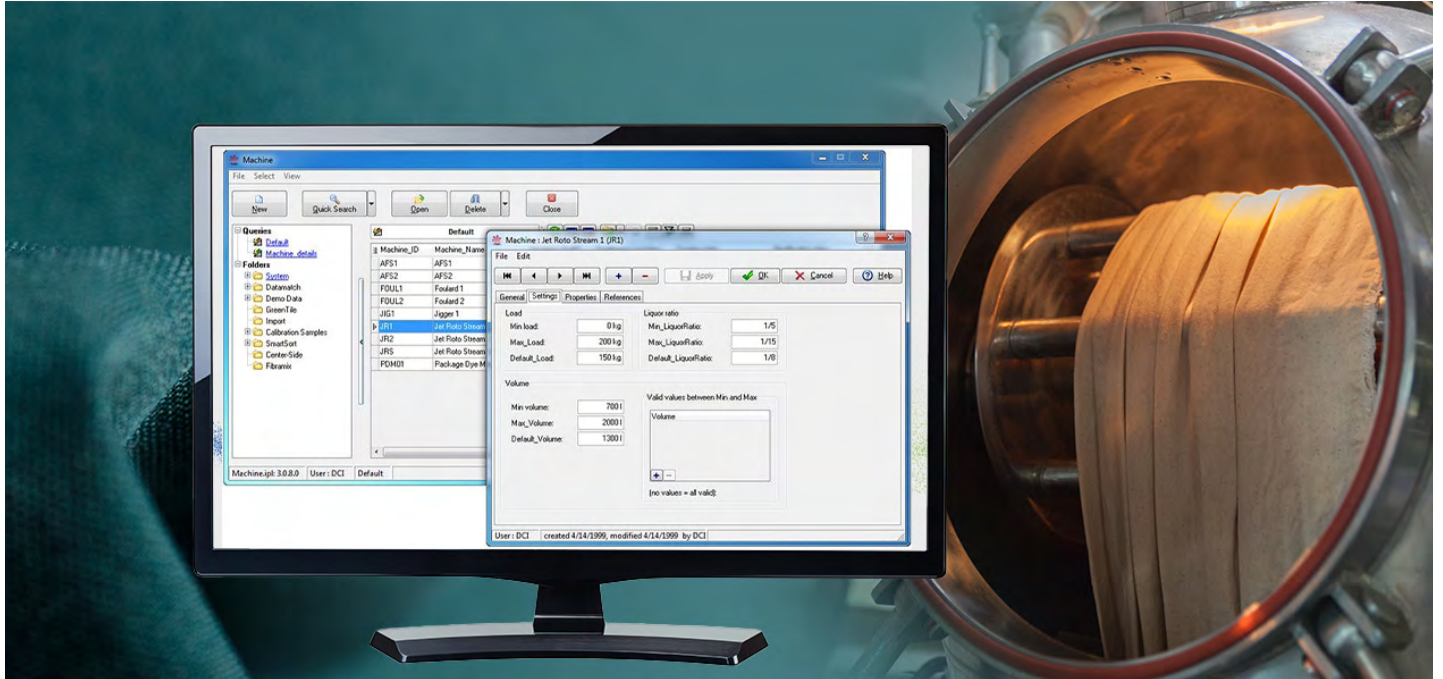 Machine
File Select View
New Quick Search Open Delete Close
Queries
Default
Machine_details
Folders
System
Datamatch
Demo Data
GreenTile
Import
Calibration Samples
SmartSort
Center-Side
Fibramix
Default
Machine_ID Machine_Name
AFS1 AFS1
AFS2 AFS2
FOUL1 Foulard 1
FOUL2 Foulard 2
JIG1 Jigger 1
JR1 Jet Roto Stream
JR2 Jet Roto Stream
JRS Jet Roto Stream
PDM01 Package Dye M
Machine.ipl: 3.0.8.0 User : DCI Default
Machine : Jet Roto Stream 1 (JR1)
File Edit
Apply OK Cancel Help
General Settings Properties References
Load
Min load: 0 kg
Max_Load: 200 kg
Default_Load: 150 kg
Liquor ratio
Min_LiquorRatio: 1/5
Max_LiquorRatio: 1/15
Default_LiquorRatio: 1/8
Volume
Min volume: 700 l
Max_Volume: 2000 l
Default_Volume: 1300 l
Valid values between Min and Max
Volume
(no values = all valid):
User : DCI created 4/14/1999, modified 4/14/1999 by DCI